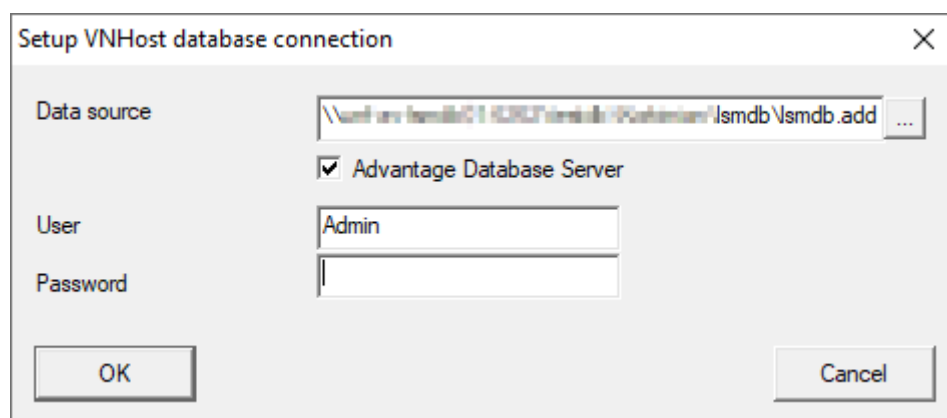 Setup VNHost database connection
Data source
\\ lsmdb\lsmdb.add ...
Advantage Database Server
User
Admin
Password
OK
Cancel